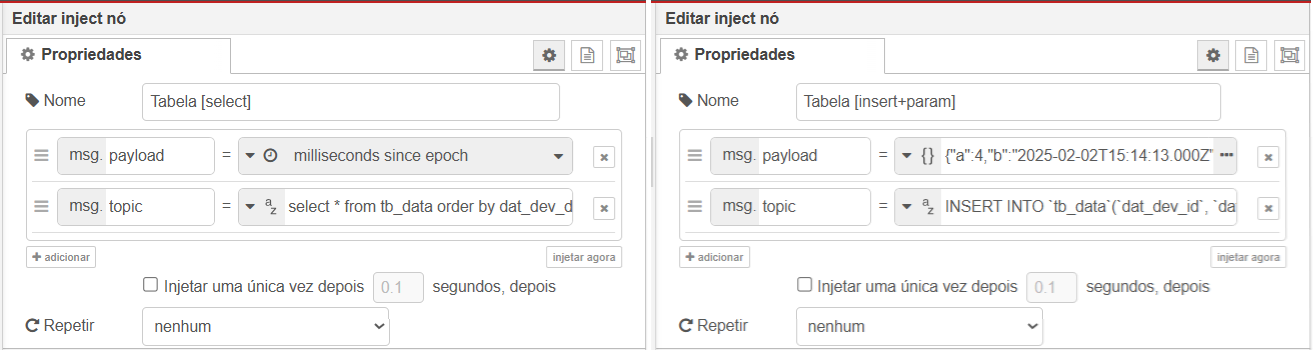 Editar inject nó
Propriedades
Nome Tabela [select]
msg. payload = milliseconds since epoch
msg. topic = az select * from tb_data order by dat_dev_d
+ adicionar injetar agora
Injetar uma única vez depois 0.1 segundos, depois
Repetir nenhum
Editar inject nó
Propriedades
Nome Tabela [insert+param]
msg. payload = {} {"a":4,"b":"2025-02-02T15:14:13.000Z" •••
msg. topic = az INSERT INTO `tb_data`(`dat_dev_id`, `da
+ adicionar injetar agora
Injetar uma única vez depois 0.1 segundos, depois
Repetir nenhum